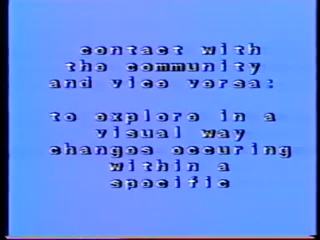 contact with
the community
and vice versa:
to explore in a
visual way
changes occuring
within a
specific